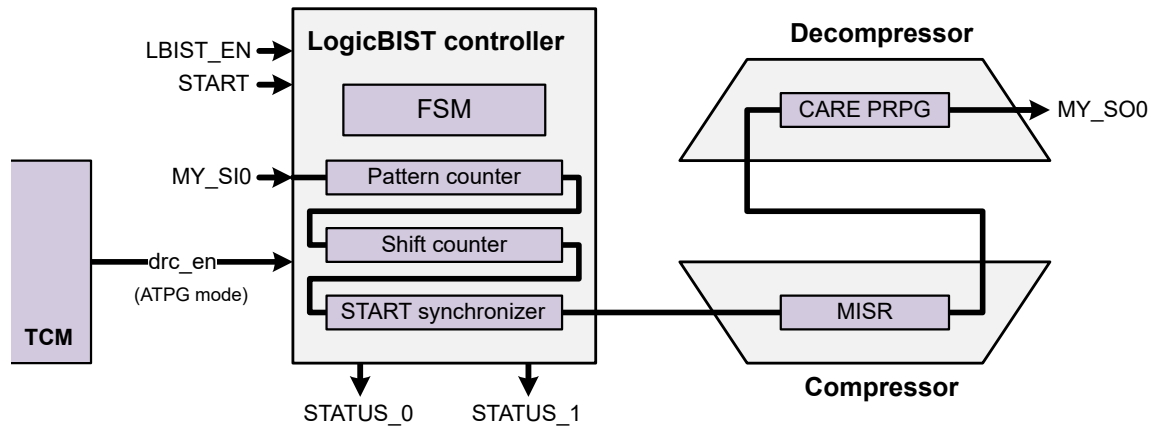 LBIST_EN
START
LogicBIST controller
FSM
MY_SI0
Pattern counter
Shift counter
START synchronizer
drc_en
(ATPG mode)
TCM
STATUS_0
STATUS_1
Decompressor
CARE PRPG
MY_SO0
MISR
Compressor